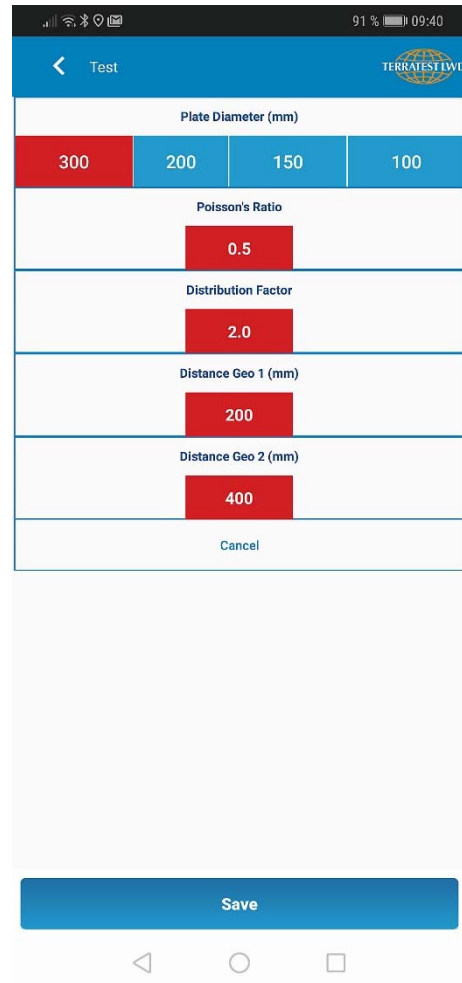 91 % 09:40
Test
TERRATEST LWD
Plate Diameter (mm)
300 200 150 100
Poisson's Ratio
0.5
Distribution Factor
2.0
Distance Geo 1 (mm)
200
Distance Geo 2 (mm)
400
Cancel
Save